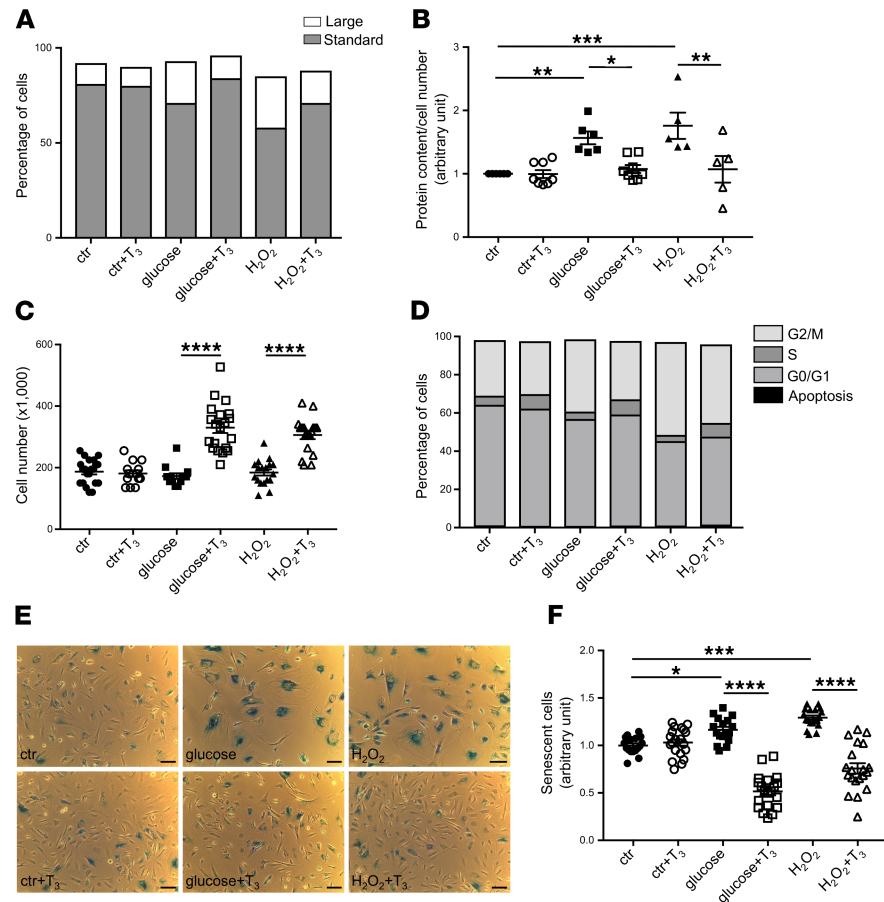 A
Large
Standard
Percentage of cells
100
50
0
ctr
ctr+T₃
glucose
glucose+T₃
H₂O₂
H₂O₂+T₃
B
Protein content/cell number
(arbitrary unit)
3
2
1
0
***
**
*
**
ctr
ctr+T₃
glucose
glucose+T₃
H₂O₂
H₂O₂+T₃
C
Cell number (x1,000)
600
400
200
0
****
****
ctr
ctr+T₃
glucose
glucose+T₃
H₂O₂
H₂O₂+T₃
D
Percentage of cells
100
80
60
40
20
0
G2/M
S
G0/G1
Apoptosis
ctr
ctr+T₃
glucose
glucose+T₃
H₂O₂
H₂O₂+T₃
E
ctr
glucose
H₂O₂
ctr+T₃
glucose+T₃
H₂O₂+T₃
F
Senescent cells
(arbitrary unit)
2.0
1.5
1.0
0.5
0.0
***
*
****
****
ctr
ctr+T₃
glucose
glucose+T₃
H₂O₂
H₂O₂+T₃